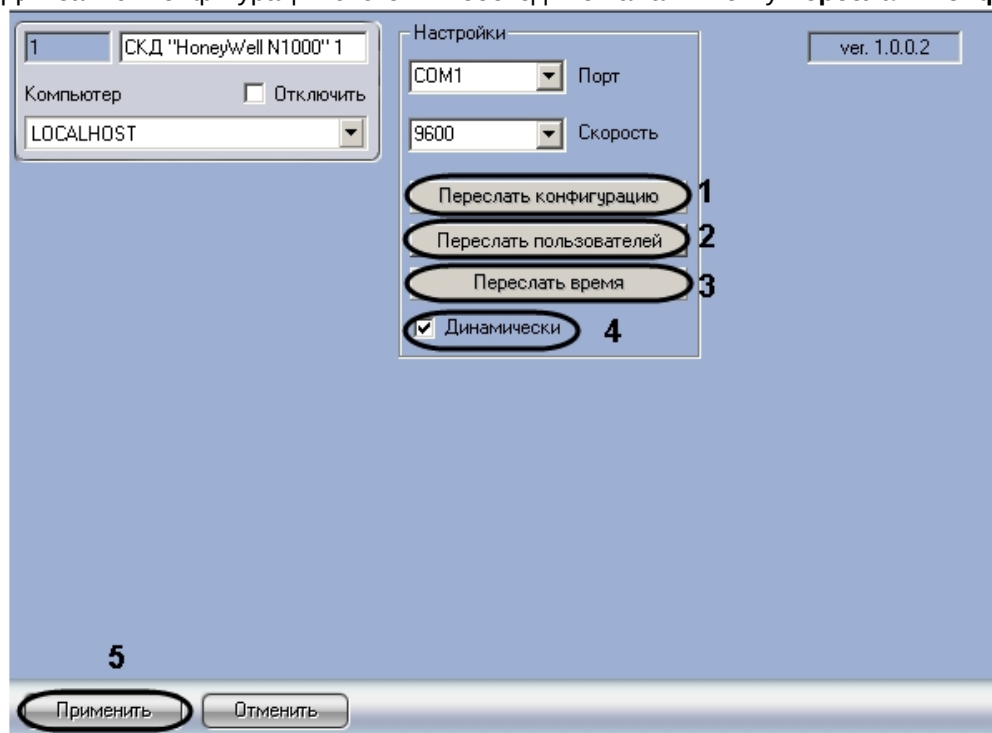 1 СКД "HoneyWell N1000" 1
Компьютер Отключить
LOCALHOST
Настройки
COM1 Порт
9600 Скорость
Переслать конфигурацию 1
Переслать пользователей 2
Переслать время 3
Динамически 4
ver. 1.0.0.2
5
Применить Отменить